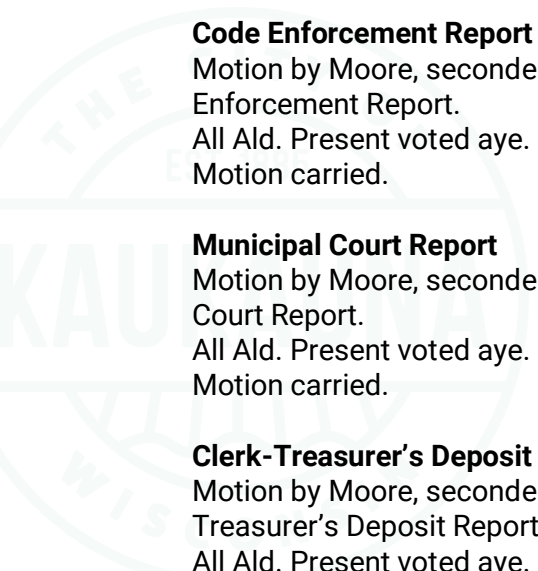 Code Enforcement Report
Motion by Moore, seconde
Enforcement Report.
All Ald. Present voted aye.
Motion carried.
Municipal Court Report
Motion by Moore, seconde
Court Report.
All Ald. Present voted aye.
Motion carried.
Clerk-Treasurer’s Deposit
Motion by Moore, seconde
Treasurer’s Deposit Report
All Ald. Present voted aye.